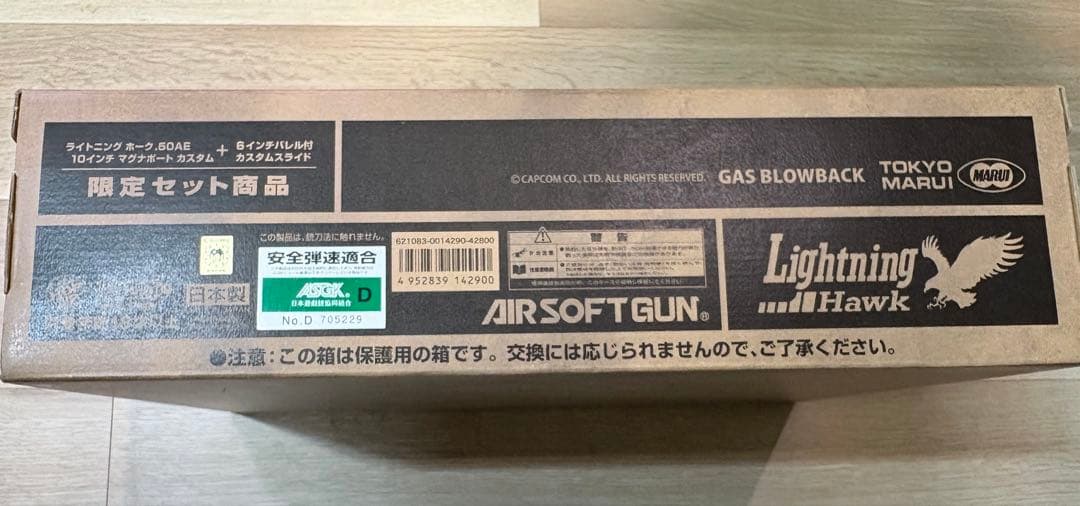 ライトニング ホーク.50AE
10インチ マグナポート カスタム
+
6インチバレル付
カスタムスライド
限定セット商品
©CAPCOM CO., LTD. ALL RIGHTS RESERVED.
GAS BLOWBACK
TOKYO
MARUI
MARUI
この製品は、銃刀法に触れません。
安全弾速適合
ASGK
D
日本遊戯銃協同組合
No.D 705229
日本製
621083-0014290-42800
4 952839 142900
警告
AIRSOFTGUN®
Lightning
Hawk
注意：この箱は保護用の箱です。交換には応じられませんので、ご了承ください。